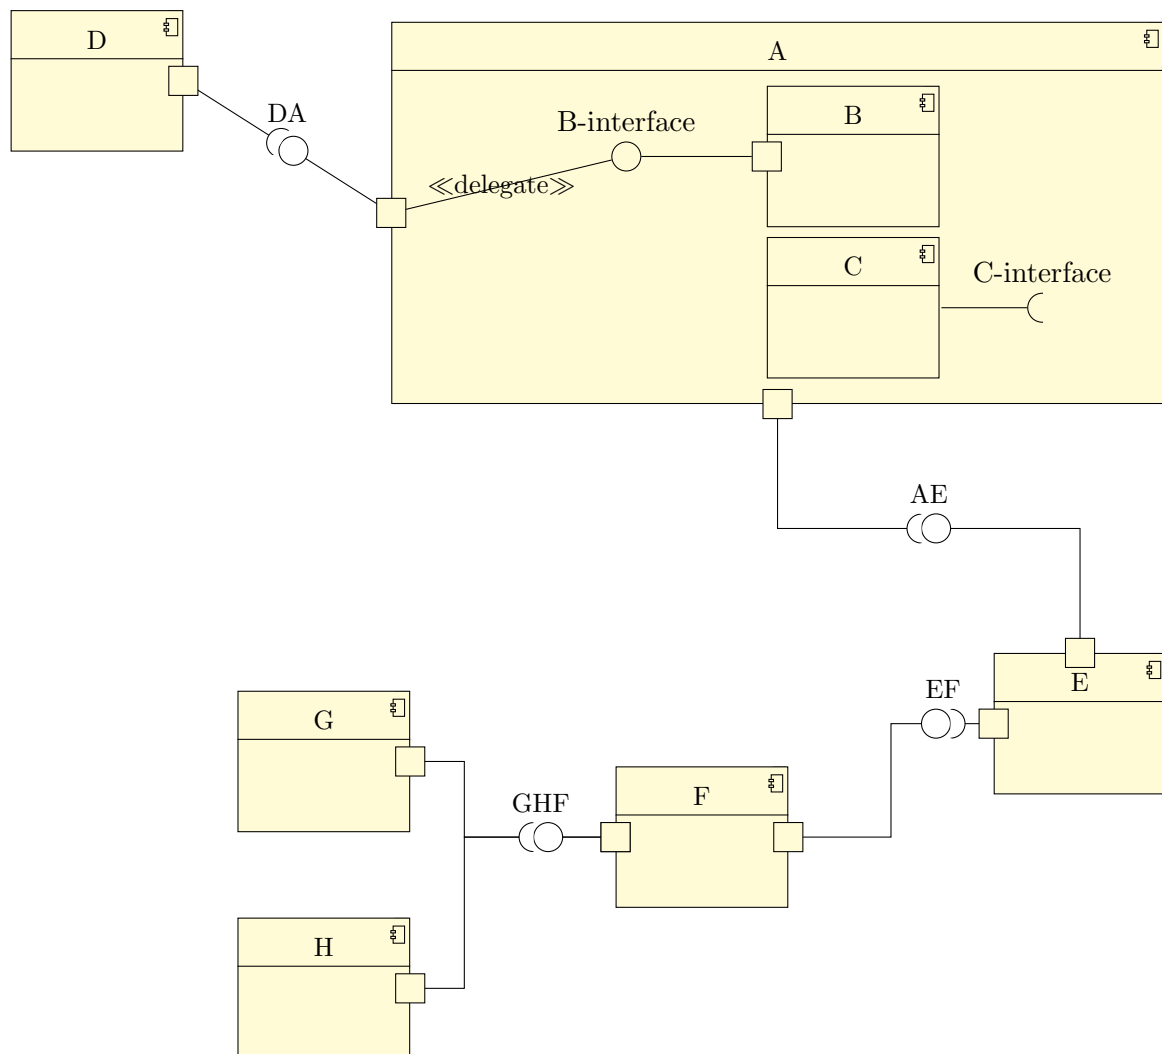 D
A
DA
B-interface
B
≪delegate≫
C
C-interface
AE
E
EF
G
GHF
F
H